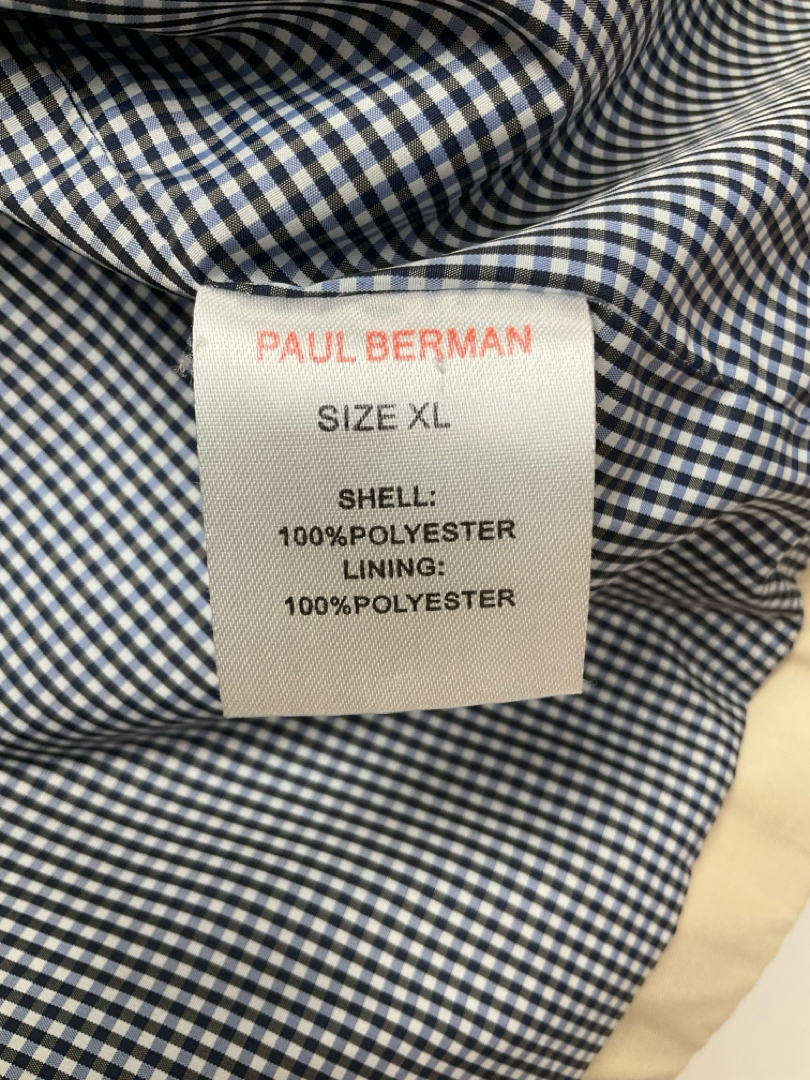 PAUL BERMAN
SIZE XL
SHELL:
100%POLYESTER
LINING:
100%POLYESTER